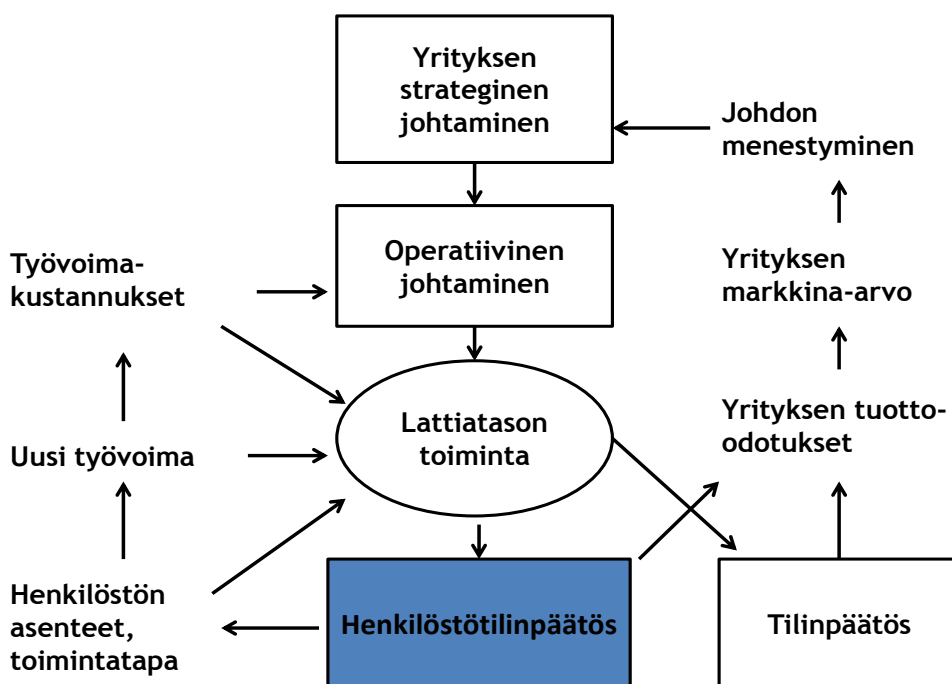 Yrityksen
strateginen
johtaminen
Johdon
menestyminen
Operatiivinen
johtaminen
Työvoima-
kustannukset
Yrityksen
markkina-arvo
Lattiatason
toiminta
Yrityksen tuotto-
odotukset
Uusi työvoima
Henkilöstön
asenteet,
toimintatapa
Henkilöstötilinpäätös
Tilinpäätös